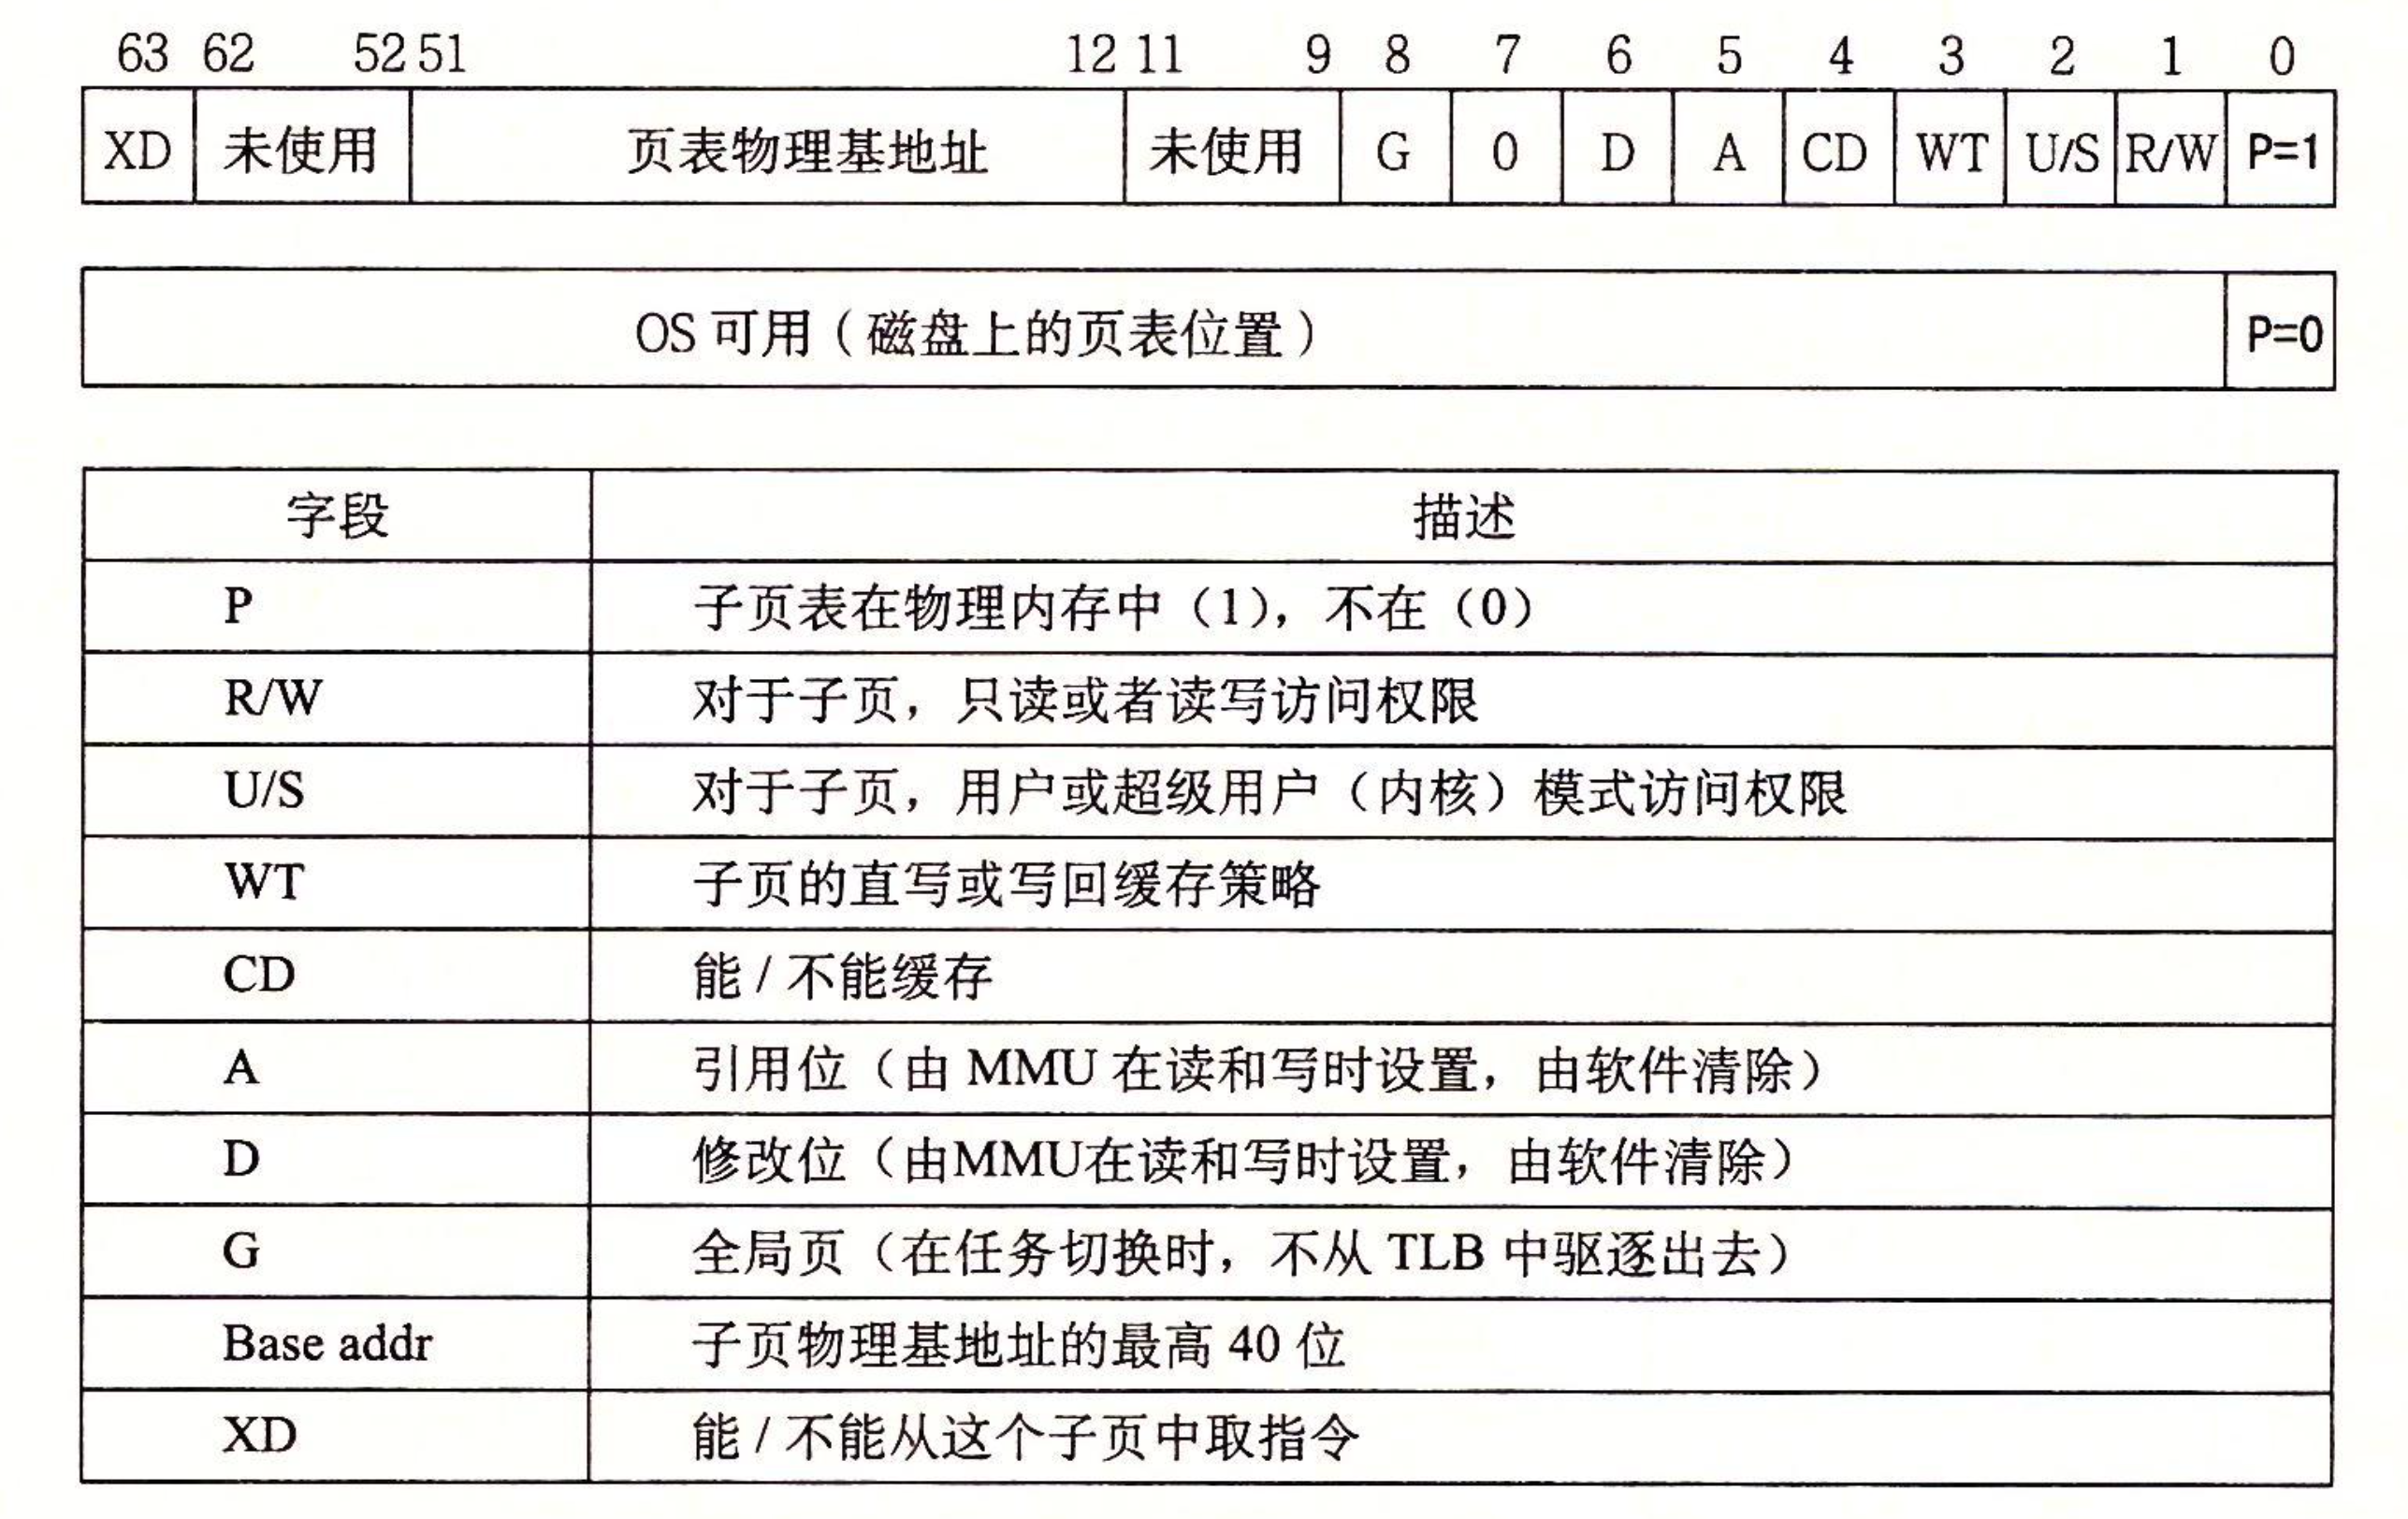 63 62 52 51 12 11 9 8 7 6 5 4 3 2 1 0
XD 未使用 页表物理基地址 未使用 G 0 D A CD WT U/S R/W P=1
OS 可用（磁盘上的页表位置） P=0
字段 描述
P 子页表在物理内存中（1），不在（0）
R/W 对于子页，只读或者读写访问权限
U/S 对于子页，用户或超级用户（内核）模式访问权限
WT 子页的直写或写回缓存策略
CD 能 / 不能缓存
A 引用位（由 MMU 在读和写时设置，由软件清除）
D 修改位（由MMU在读和写时设置，由软件清除）
G 全局页（在任务切换时，不从 TLB 中驱逐出去）
Base addr 子页物理基地址的最高 40 位
XD 能 / 不能从这个子页中取指令